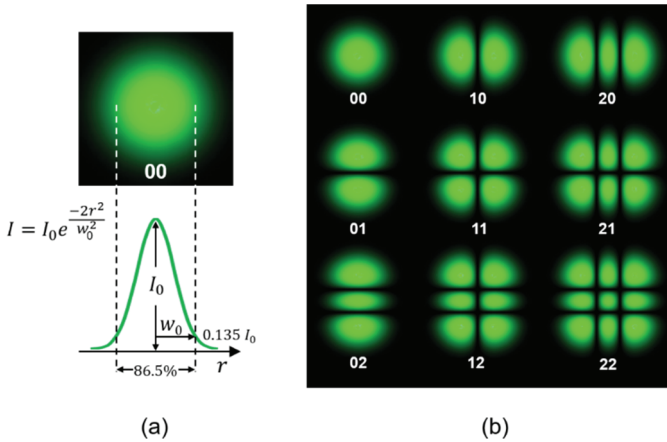 00
I = I₀e^(-2r²/w₀²)
I₀
w₀
0.135 I₀
86.5%
r
(a)
00 10 20
01 11 21
02 12 22
(b)